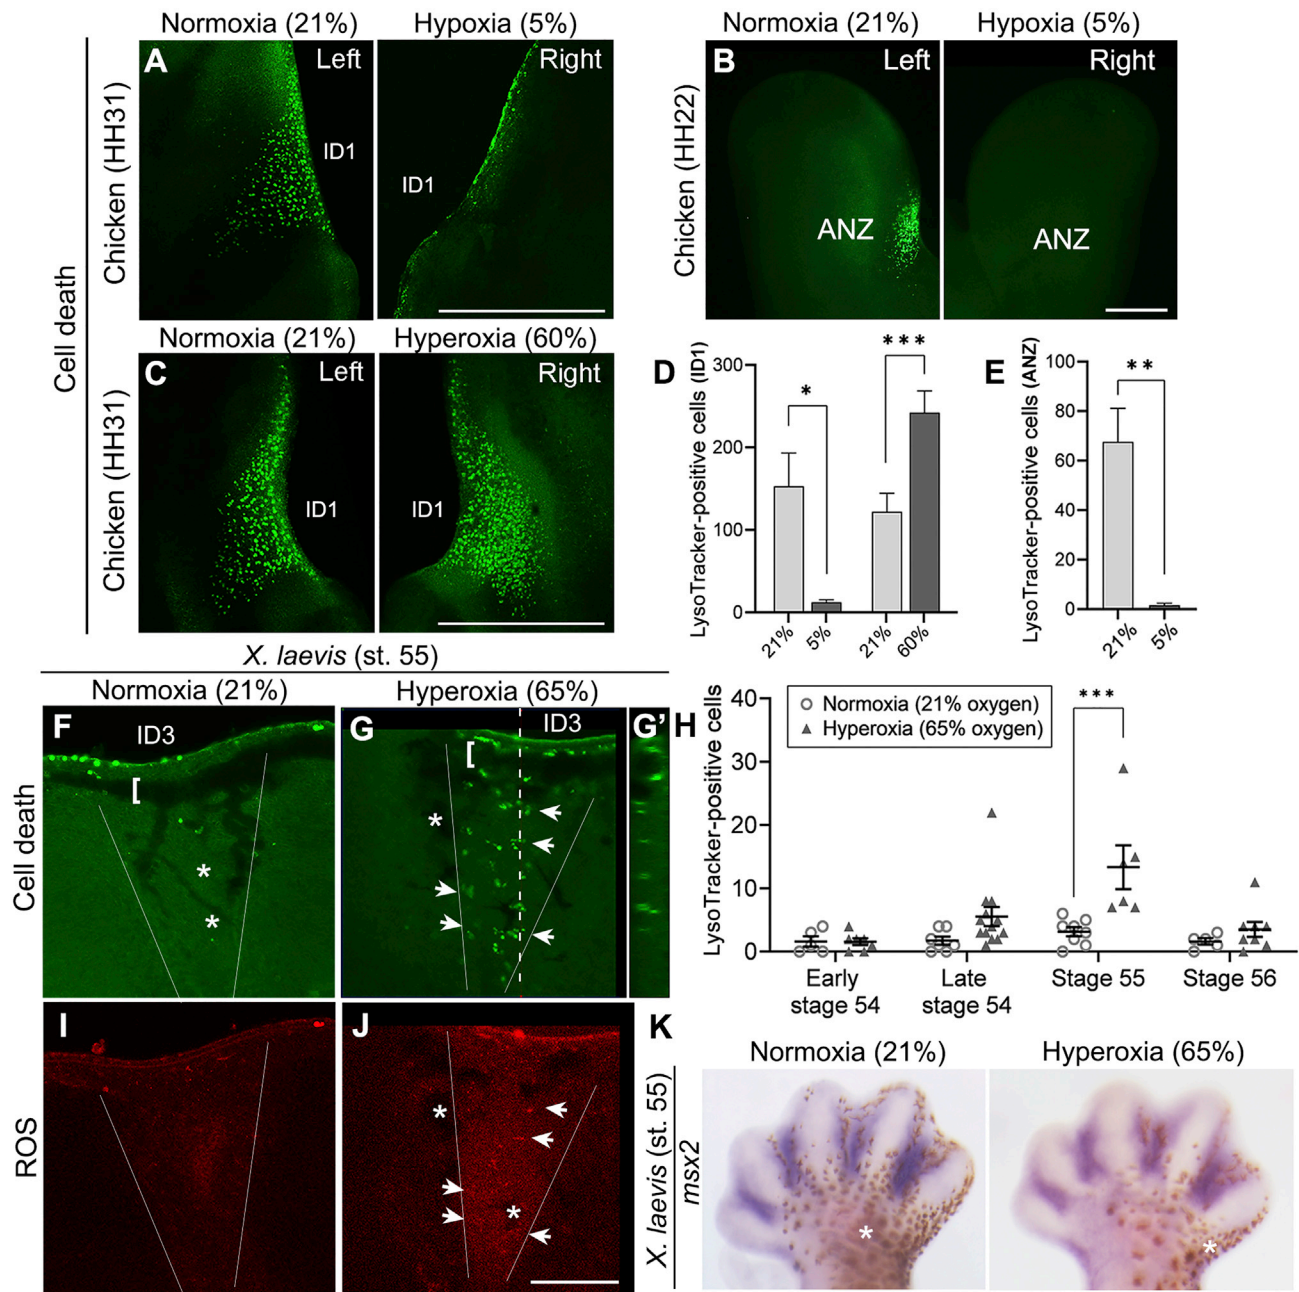 Normoxia (21%)
Hypoxia (5%)
A
Left
Right
ID1
ID1
Chicken (HH31)
Normoxia (21%)
Hypoxia (5%)
B
Left
Right
ANZ
ANZ
Chicken (HH22)
Cell death
Normoxia (21%)
Hyperoxia (60%)
C
Left
Right
ID1
ID1
Chicken (HH31)
D
LysoTracker-positive cells (ID1)
300
200
100
0
*
***
21%
5%
21%
60%
E
LysoTracker-positive cells (ANZ)
100
80
60
40
20
0
**
21%
5%
X. laevis (st. 55)
Normoxia (21%)
Hyperoxia (65%)
Cell death
F
ID3
[
*
*
G
ID3
[
*
G’
H
LysoTracker-positive cells
40
30
20
10
0
Normoxia (21% oxygen)
Hyperoxia (65% oxygen)
***
Early
stage 54
Late
stage 54
Stage 55
Stage 56
ROS
I
J
*
*
K
Normoxia (21%)
Hyperoxia (65%)
X. laevis (st. 55)
msx2
*
*